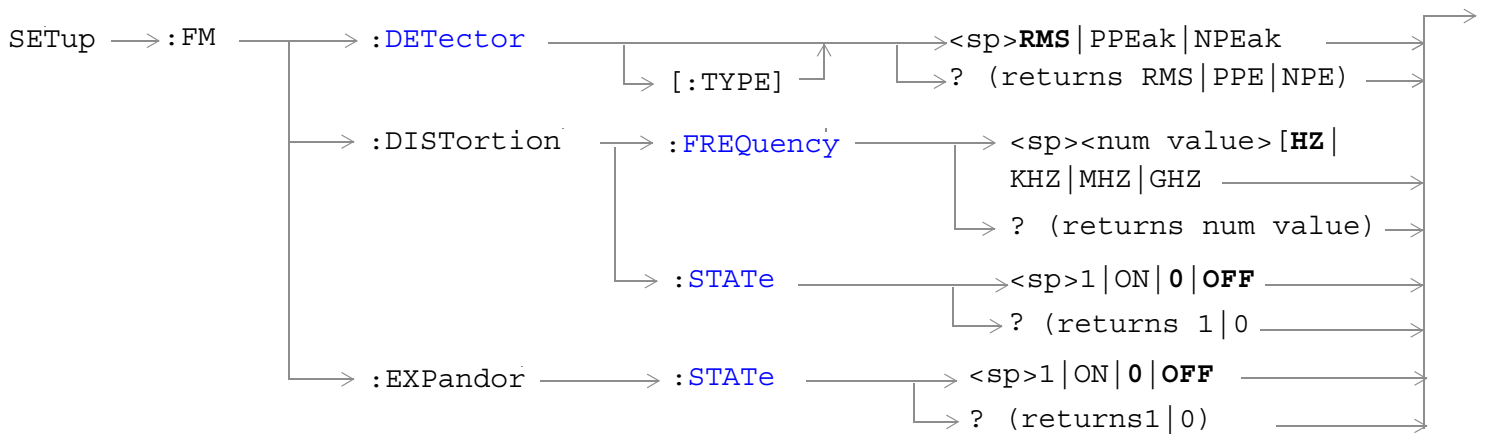 SETup :FM :DETector <sp>RMS|PPEak|NPEak
[:TYPE] ? (returns RMS|PPE|NPE)
:DISTortion :FREQuency <sp><num value>[HZ|
KHZ|MHZ|GHZ
? (returns num value)
:STATe <sp>1|ON|0|OFF
? (returns 1|0
:EXPandor :STATe <sp>1|ON|0|OFF
? (returns1|0)